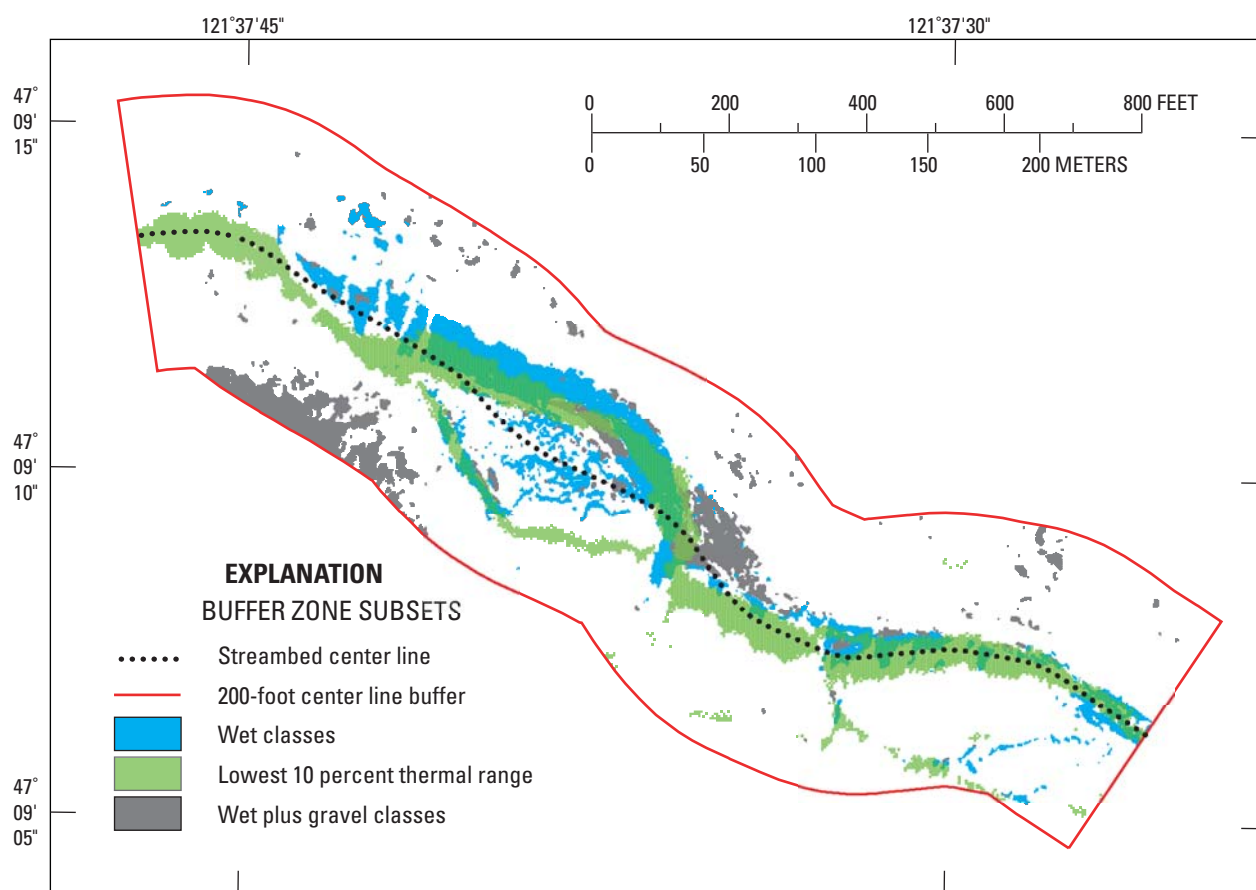 121°37'45"
121°37'30"
47°
09'
15"
0 200 400 600 800 FEET
0 50 100 150 200 METERS
47°
09'
10"
EXPLANATION
BUFFER ZONE SUBSETS
Streambed center line
200-foot center line buffer
Wet classes
Lowest 10 percent thermal range
Wet plus gravel classes
47°
09'
05"